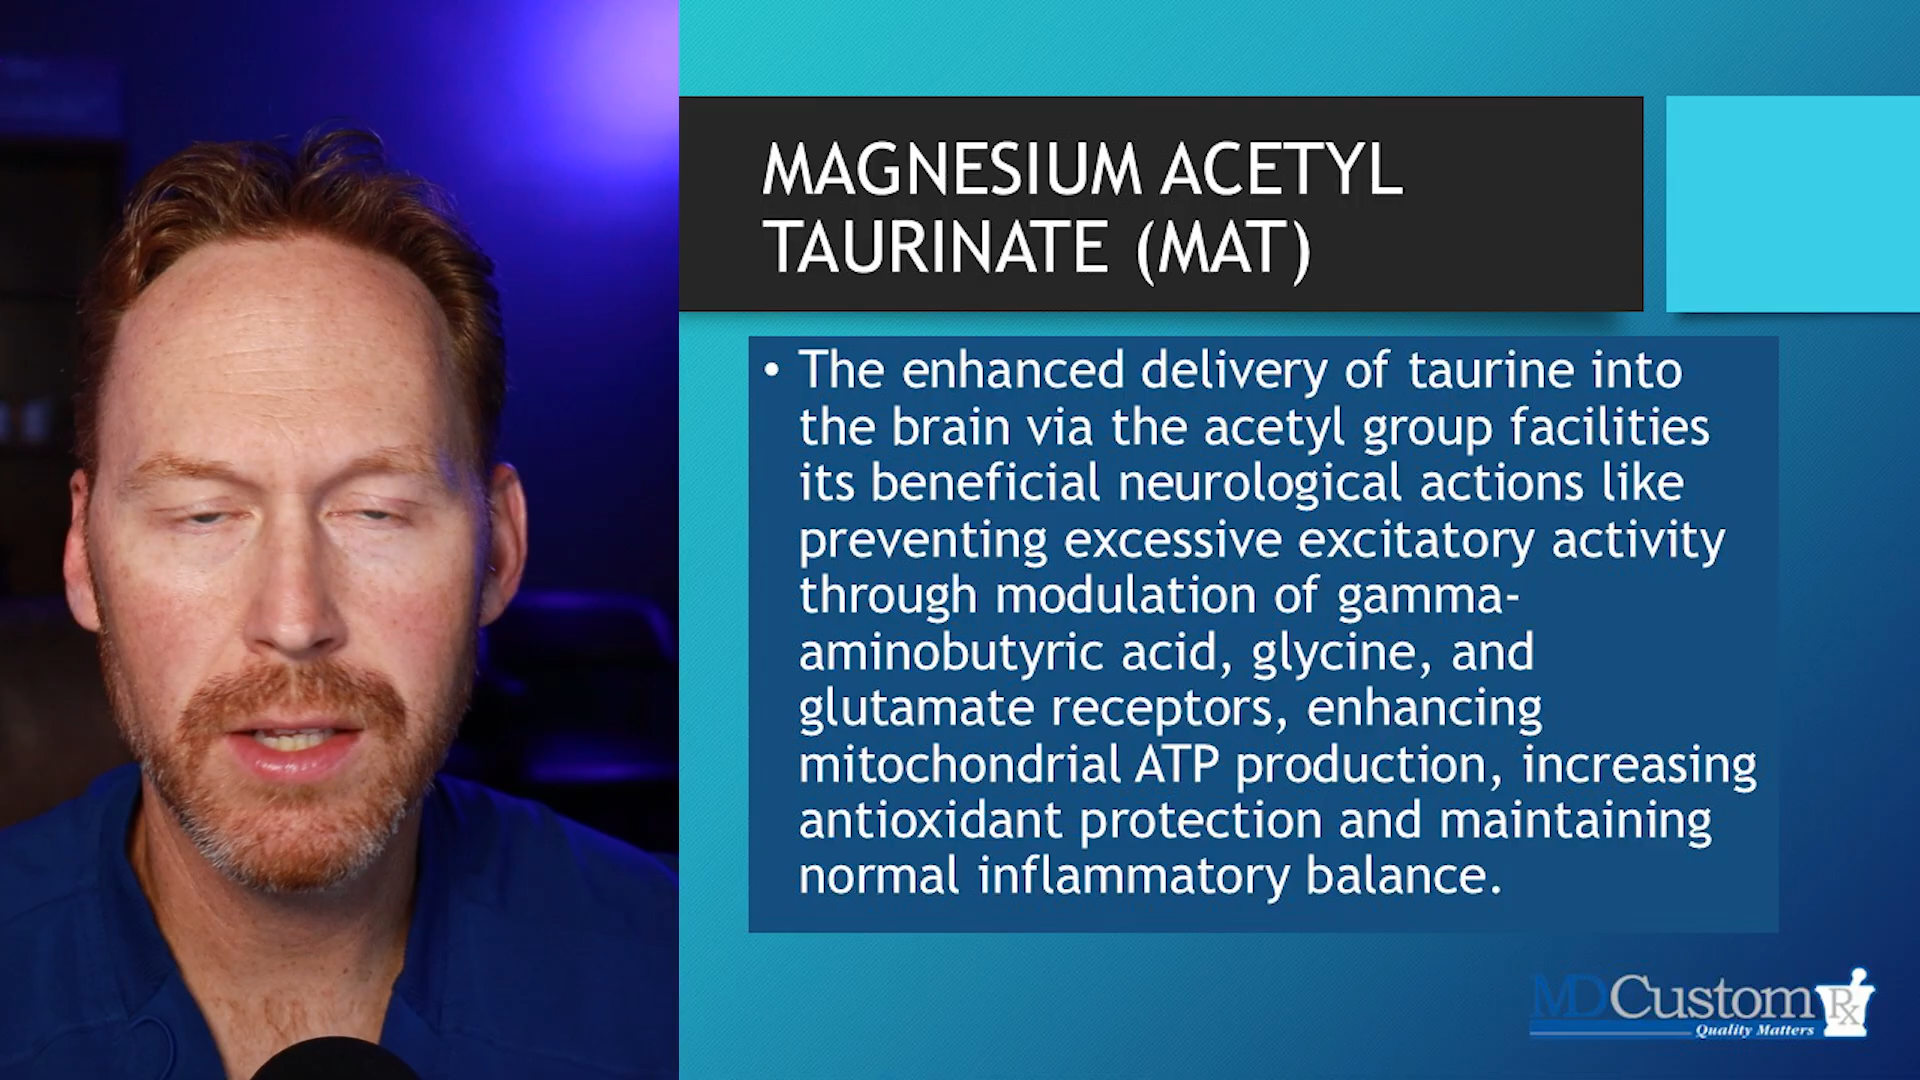 MAGNESIUM ACETYL
TAURINATE (MAT)
• The enhanced delivery of taurine into
the brain via the acetyl group facilities
its beneficial neurological actions like
preventing excessive excitatory activity
through modulation of gamma-
aminobutyric acid, glycine, and
glutamate receptors, enhancing
mitochondrial ATP production, increasing
antioxidant protection and maintaining
normal inflammatory balance.
MDCustom Rx
Quality Matters